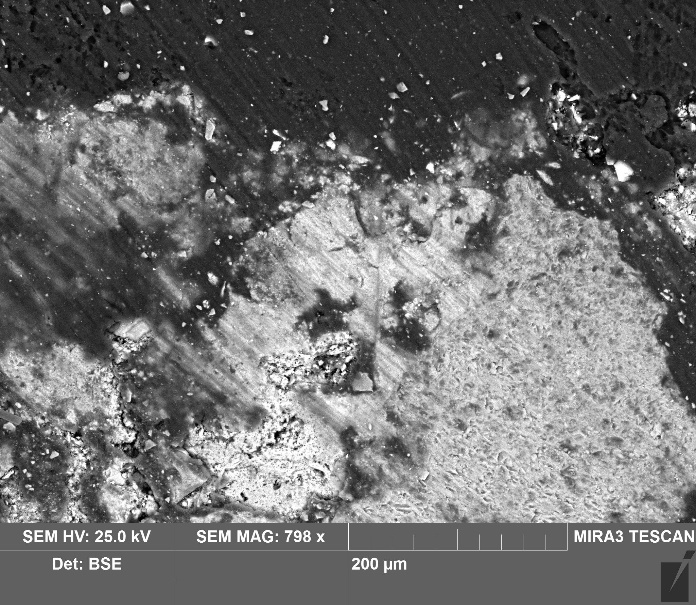 SEM HV: 25.0 kV SEM MAG: 798 x MIRA3 TESCAN
Det: BSE 200 µm